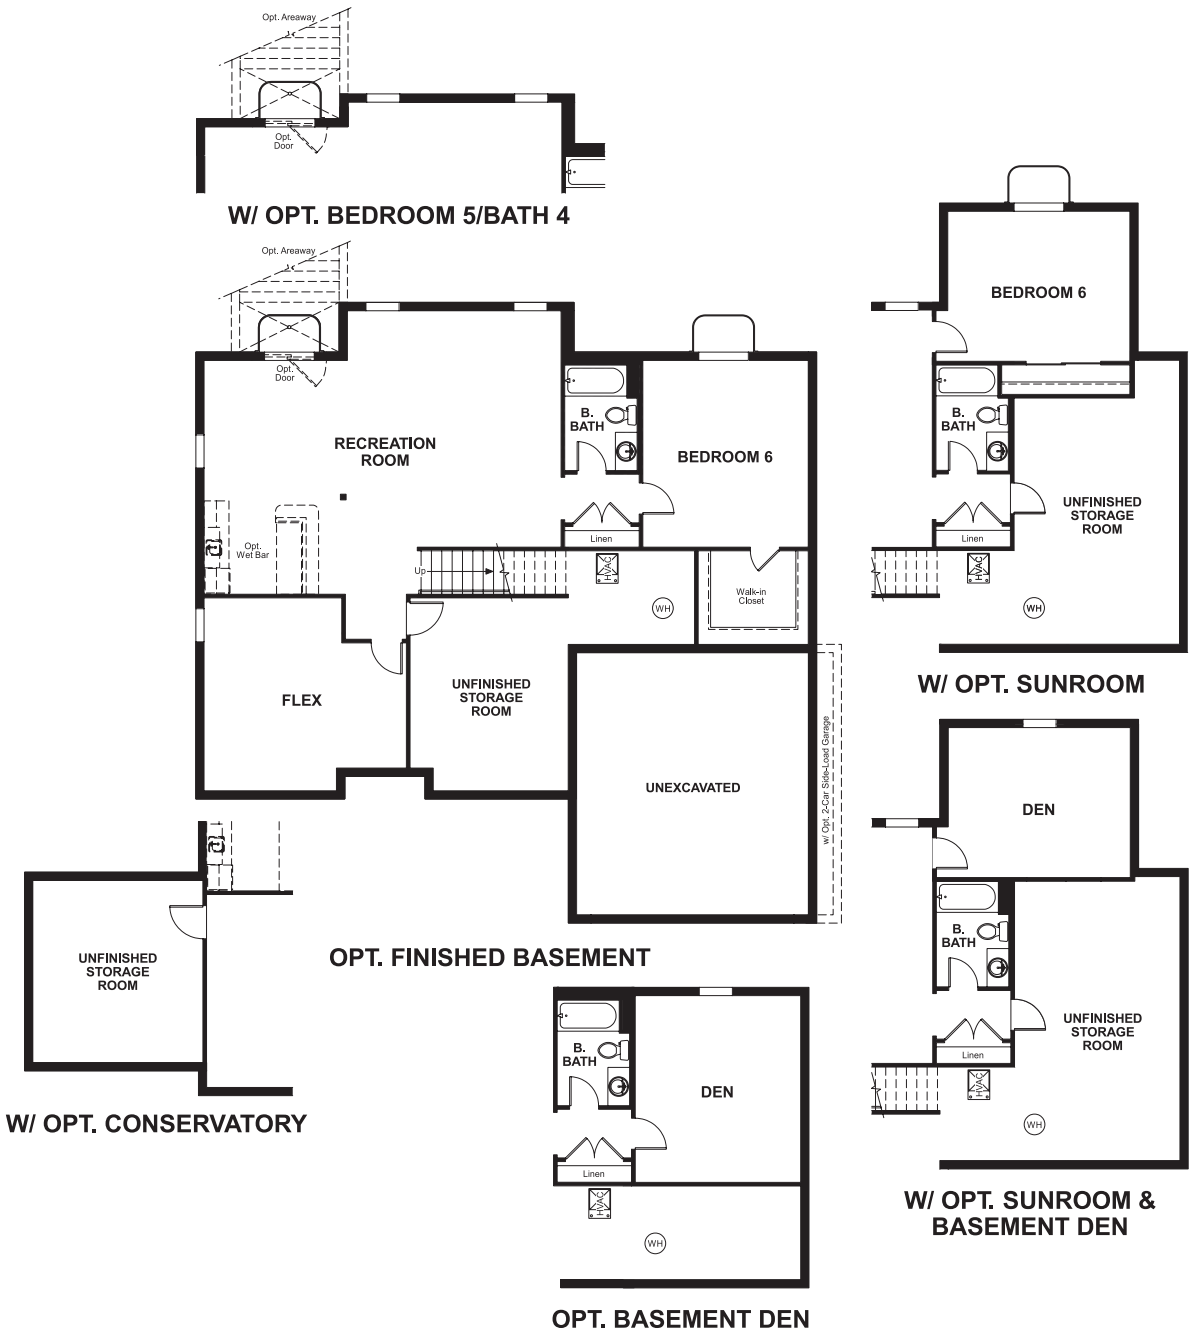 Opt. Areaway
Opt.
Door
W/ OPT. BEDROOM 5/BATH 4
Opt. Areaway
Opt.
Door
RECREATION
ROOM
B.
BATH
BEDROOM 6
Opt.
Wet Bar
Linen
Up
HVAC
WH
Walk-in
Closet
FLEX
UNFINISHED
STORAGE
ROOM
UNEXCAVATED
w/ Opt. 2-Car Side-Load Garage
OPT. FINISHED BASEMENT
BEDROOM 6
B.
BATH
UNFINISHED
STORAGE
ROOM
Linen
HVAC
WH
W/ OPT. SUNROOM
DEN
B.
BATH
UNFINISHED
STORAGE
ROOM
Linen
HVAC
WH
W/ OPT. SUNROOM &
BASEMENT DEN
UNFINISHED
STORAGE
ROOM
W/ OPT. CONSERVATORY
B.
BATH
DEN
Linen
HVAC
WH
OPT. BASEMENT DEN